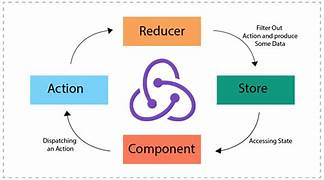 Reducer
Filter Out
Action and produce
Some Data
Action
Store
Dispatching
an Action
Component
Accessing State